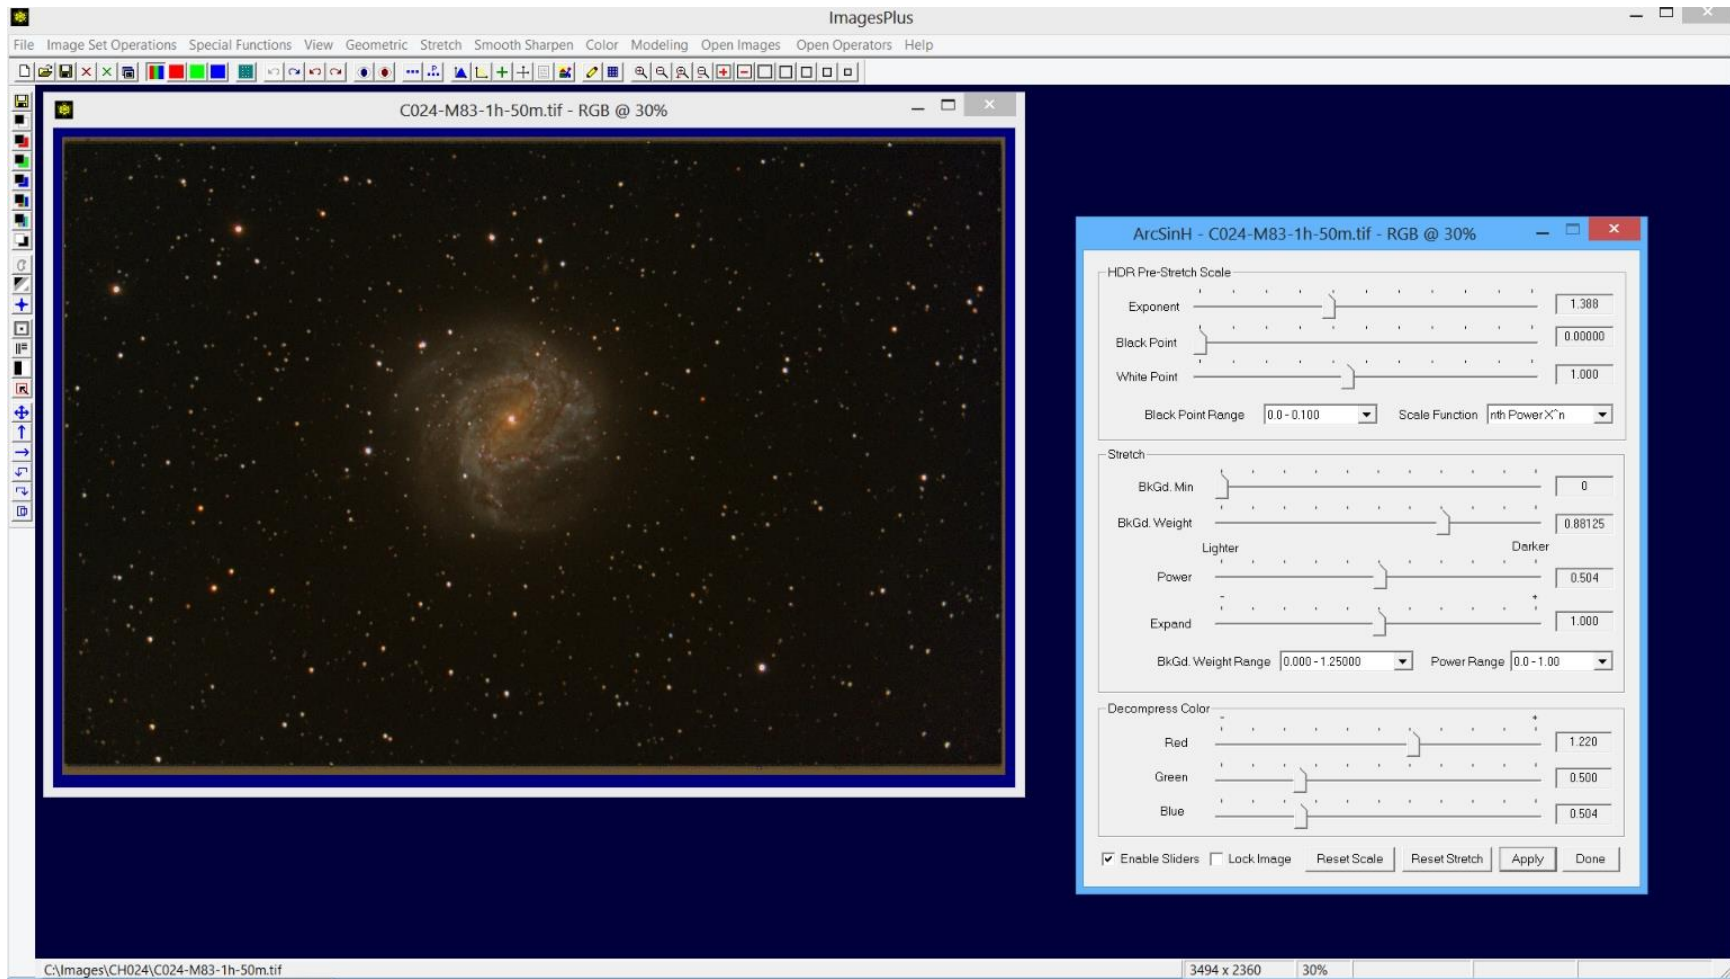 ImagesPlus
File Image Set Operations Special Functions View Geometric Stretch Smooth Sharpen Color Modeling Open Images Open Operators Help
C024-M83-1h-50m.tif - RGB @ 30%
ArcSinH - C024-M83-1h-50m.tif - RGB @ 30%
HDR Pre-Stretch Scale
Exponent 1.388
Black Point 0.00000
White Point 1.000
Black Point Range 0.0 - 0.100 Scale Function nth Power X^n
Stretch
BkGd. Min 0
BkGd. Weight 0.88125
Lighter Darker
Power 0.504
- +
Expand 1.000
BkGd. Weight Range 0.000 - 1.25000 Power Range 0.0 - 1.00
Decompress Color
- +
Red 1.220
Green 0.500
Blue 0.504
Enable Sliders Lock Image Reset Scale Reset Stretch Apply Done
C:\Images\CH024\C024-M83-1h-50m.tif 3494 x 2360 30%